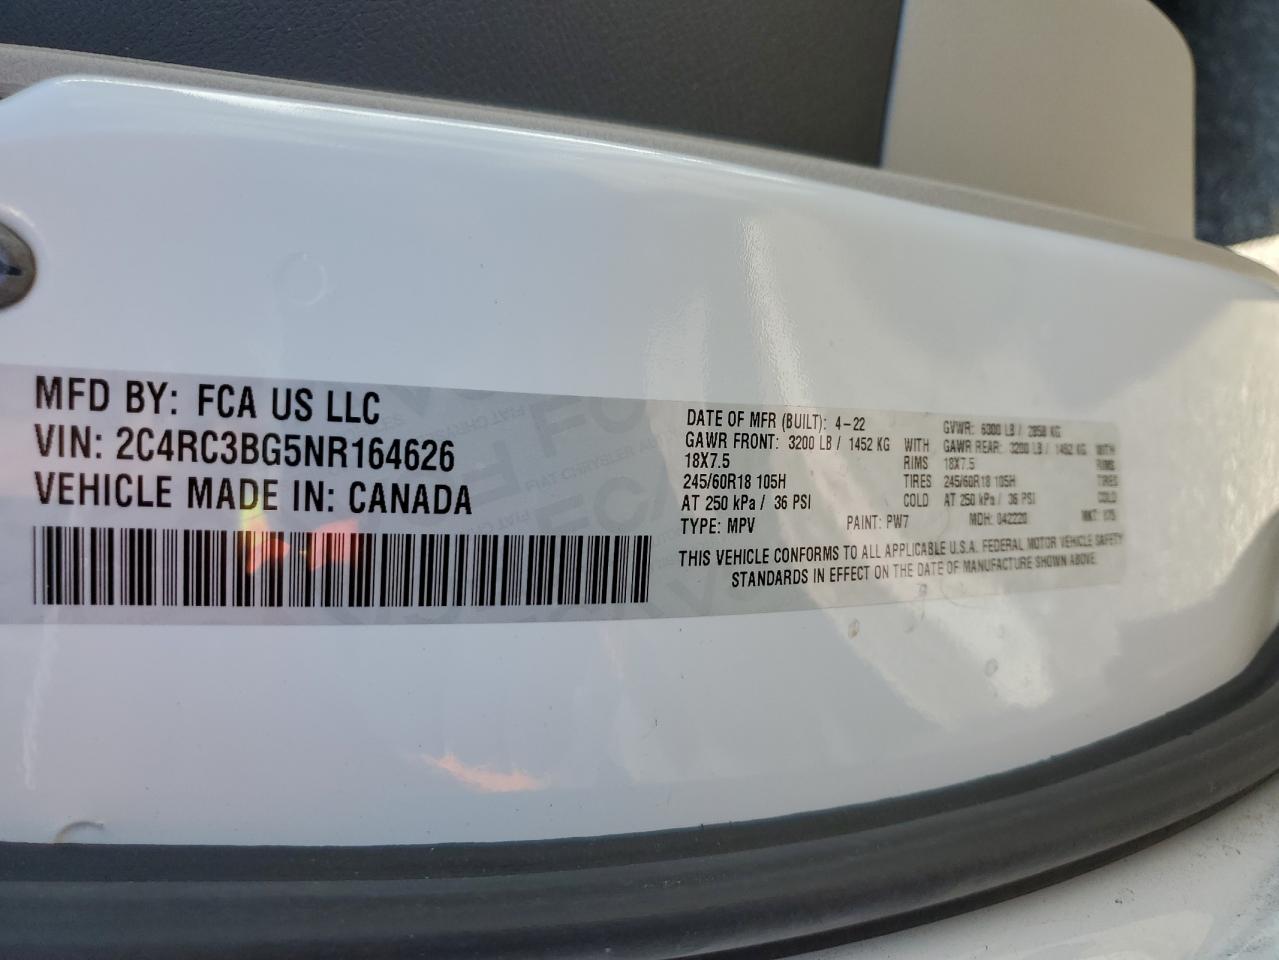 MFD BY: FCA US LLC
VIN: 2C4RC3BG5NR164626
VEHICLE MADE IN: CANADA
DATE OF MFR (BUILT): 4-22 GVWR: 6300 LB / 2858 KG
GAWR FRONT: 3200 LB / 1452 KG WITH GAWR REAR: 3200 LB / 1452 KG WITH
18X7.5 RIMS 18X7.5 RIMS
245/60R18 105H TIRES 245/60R18 105H TIRES
AT 250 kPa / 36 PSI COLD AT 250 kPa / 36 PSI COLD
TYPE: MPV PAINT: PW7 MDH: 042220 MKT:
THIS VEHICLE CONFORMS TO ALL APPLICABLE U.S.A. FEDERAL MOTOR VEHICLE SAFETY
STANDARDS IN EFFECT ON THE DATE OF MANUFACTURE SHOWN ABOVE.